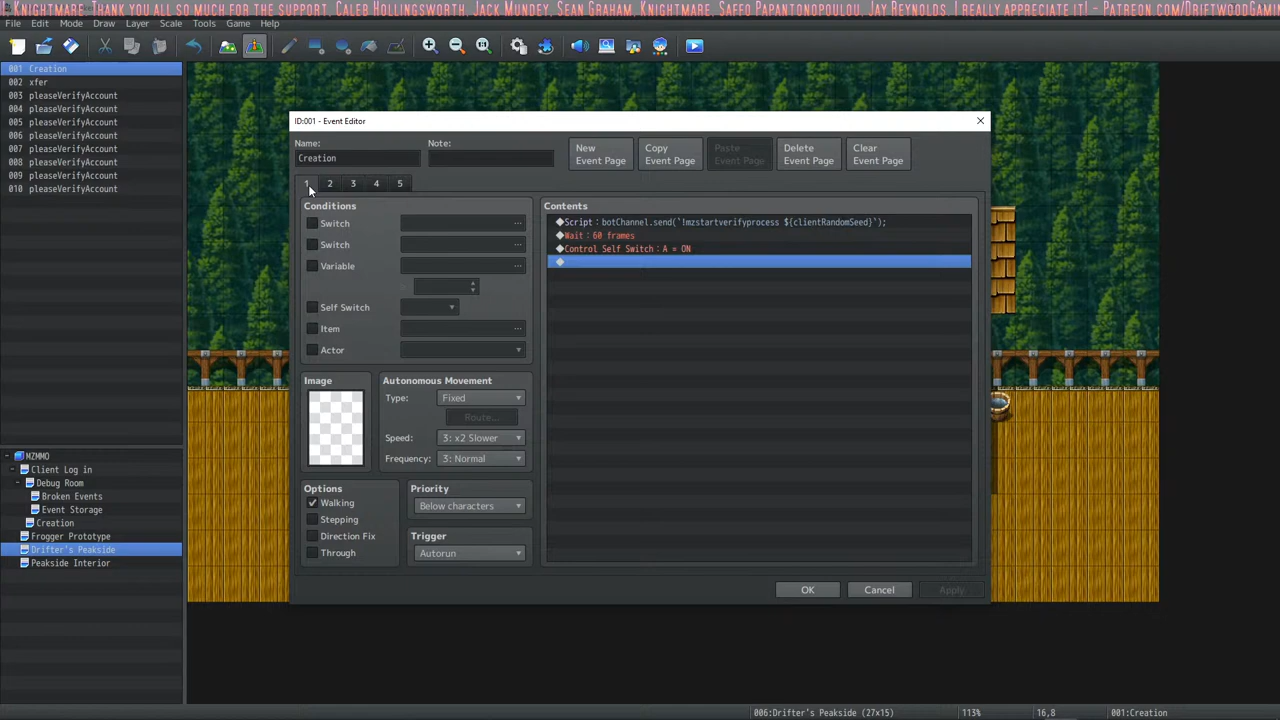 Knightmare! Thank you all so much for the support, Caleb Hollingsworth, Jack Mundey, Sean Graham, Knightmare, Saffo Papantonopoulou, Jay Reynolds. I really appreciate it! - Patreon.com/DriftwoodGaming
File Edit Mode Draw Layer Scale Tools Game Help
001 Creation
002 xfer
003 pleaseVerifyAccount
004 pleaseVerifyAccount
005 pleaseVerifyAccount
006 pleaseVerifyAccount
007 pleaseVerifyAccount
008 pleaseVerifyAccount
009 pleaseVerifyAccount
010 pleaseVerifyAccount
MZMMO
Client Log in
Debug Room
Broken Events
Event Storage
Creation
Frogger Prototype
Drifter's Peakside
Peakside Interior
ID:001 - Event Editor
Name:
Creation
Note:
New Event Page
Copy Event Page
Paste Event Page
Delete Event Page
Clear Event Page
1 2 3 4 5
Conditions
Switch
Switch
Variable
Self Switch
Item
Actor
Image
Autonomous Movement
Type: Fixed
Route...
Speed: 3: x2 Slower
Frequency: 3: Normal
Options
Walking
Stepping
Direction Fix
Through
Priority
Below characters
Trigger
Autorun
Contents
◆Script：botChannel.send(`!mzstartverifyprocess ${clientRandomSeed}`);
◆Wait：60 frames
◆Control Self Switch：A = ON
◆
OK Cancel Apply
006:Drifter's Peakside (27x15) 113% 16,8 001:Creation